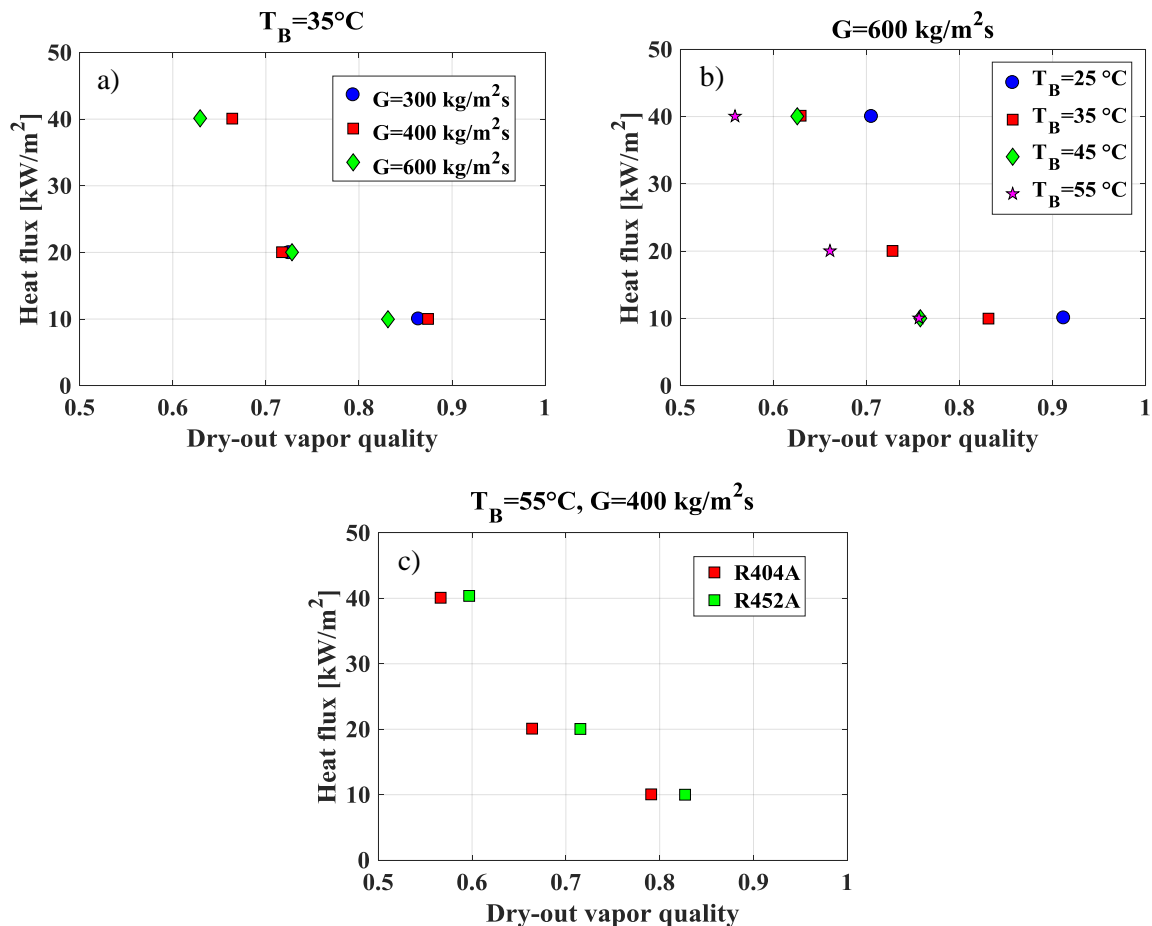 T_B=35°C
a)
50
40
30
20
10
0
Heat flux [kW/m²]
G=300 kg/m²s
G=400 kg/m²s
G=600 kg/m²s
0.5 0.6 0.7 0.8 0.9 1
Dry-out vapor quality
G=600 kg/m²s
b)
50
40
30
20
10
0
Heat flux [kW/m²]
T_B=25 °C
T_B=35 °C
T_B=45 °C
T_B=55 °C
0.5 0.6 0.7 0.8 0.9 1
Dry-out vapor quality
T_B=55°C, G=400 kg/m²s
c)
50
40
30
20
10
0
Heat flux [kW/m²]
R404A
R452A
0.5 0.6 0.7 0.8 0.9 1
Dry-out vapor quality